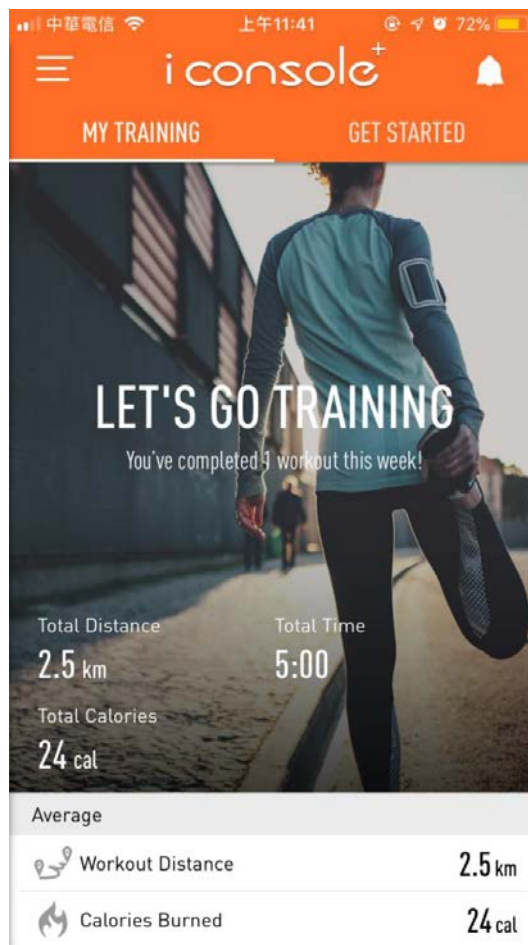 中華電信 上午11:41 72%
i console+
MY TRAINING GET STARTED
LET'S GO TRAINING
You've completed 1 workout this week!
Total Distance Total Time
2.5 km 5:00
Total Calories
24 cal
Average
Workout Distance 2.5 km
Calories Burned 24 cal